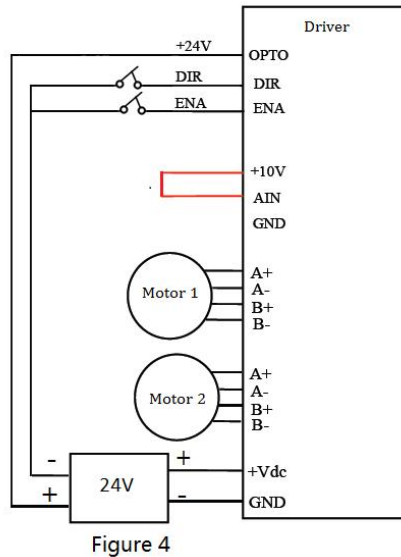 Driver
+24V OPTO
DIR DIR
ENA ENA
+10V
AIN
GND
Motor 1
A+
A-
B+
B-
Motor 2
A+
A-
B+
B-
- + +Vdc
24V
+ - GND
Figure 4